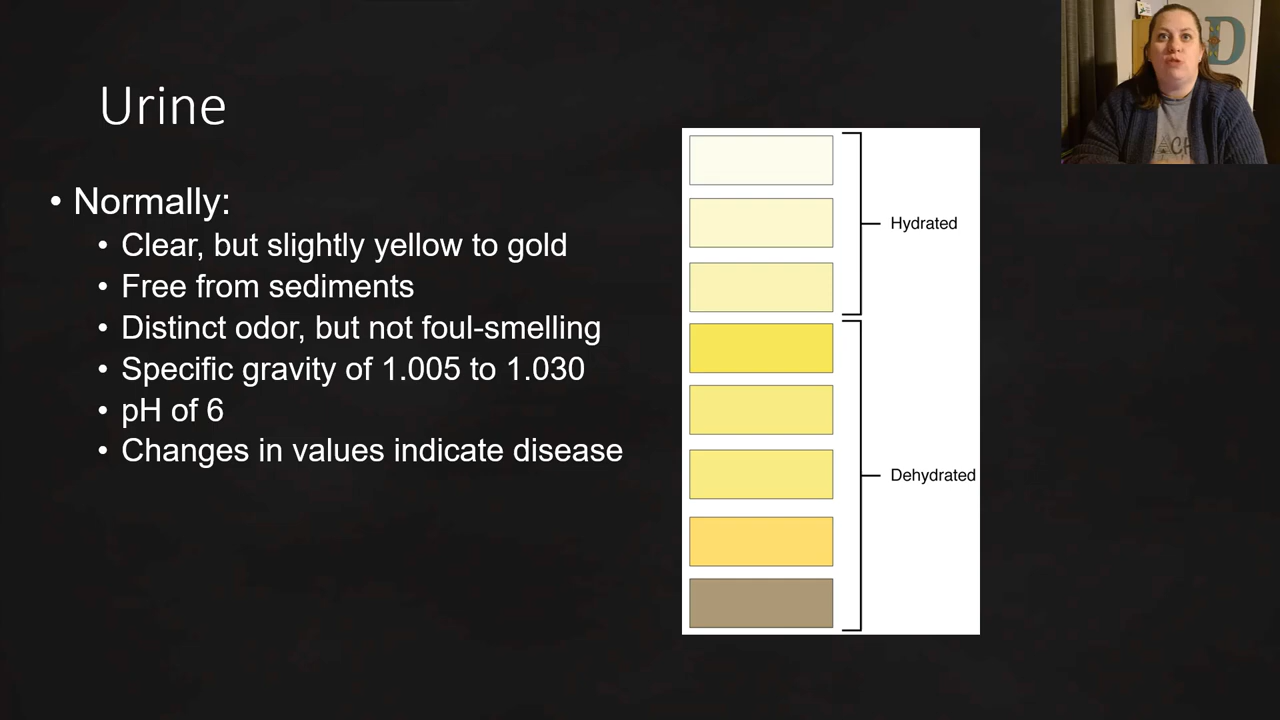 Urine
• Normally:
• Clear, but slightly yellow to gold
• Free from sediments
• Distinct odor, but not foul-smelling
• Specific gravity of 1.005 to 1.030
• pH of 6
• Changes in values indicate disease
Hydrated
Dehydrated
D